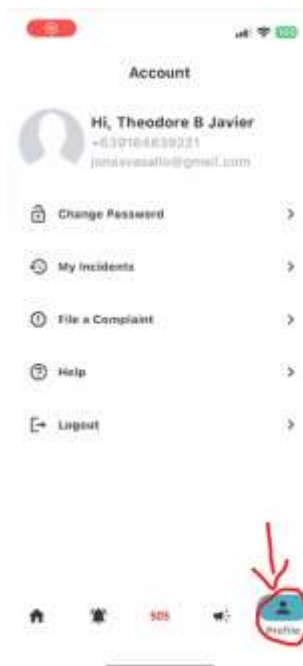 Account
Hi, Theodore B Javier
Change Password
My Incidents
File a Complaint
Help
Logout
SOS
Profile